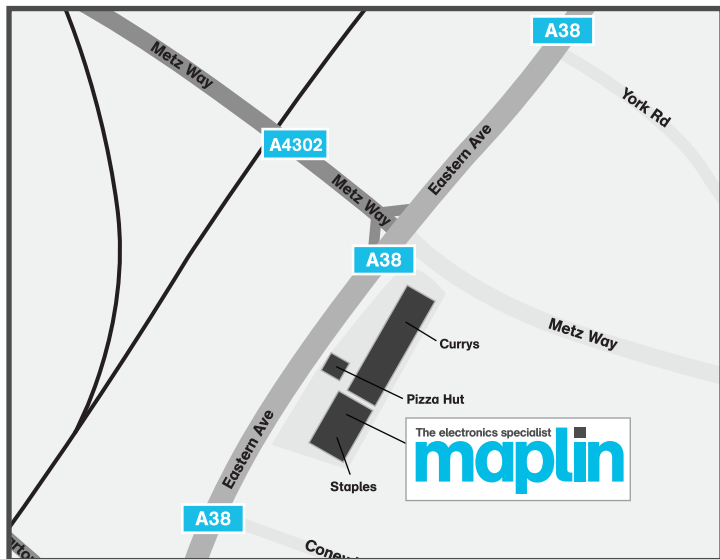 A38
Metz Way
York Rd
A4302
Eastern Ave
Metz Way
A38
Metz Way
Currys
Pizza Hut
Eastern Ave
The electronics specialist
maplin
Staples
A38
Coney